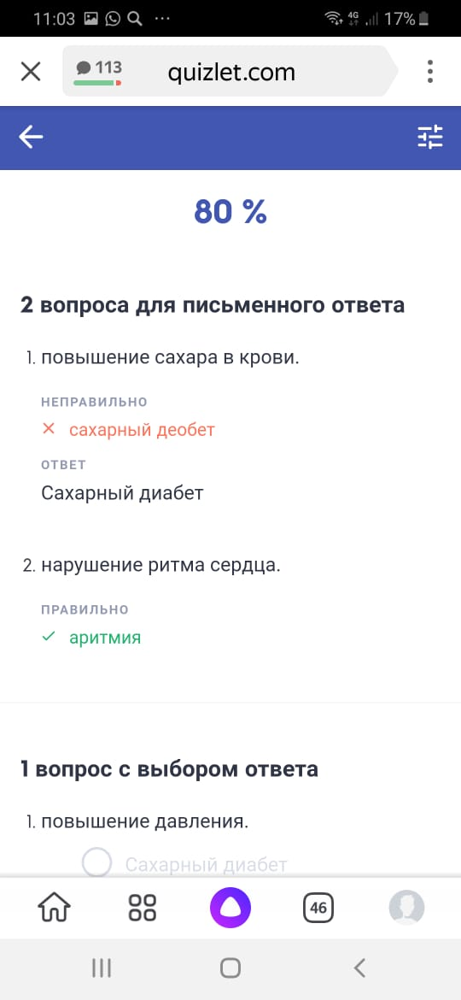 11:03 ... 4G 17%
113 quizlet.com
80 %
2 вопроса для письменного ответа
1. повышение сахара в крови.
НЕПРАВИЛЬНО
сахарный деобет
ОТВЕТ
Сахарный диабет
2. нарушение ритма сердца.
ПРАВИЛЬНО
аритмия
1 вопрос с выбором ответа
1. повышение давления.
Сахарный диабет
46